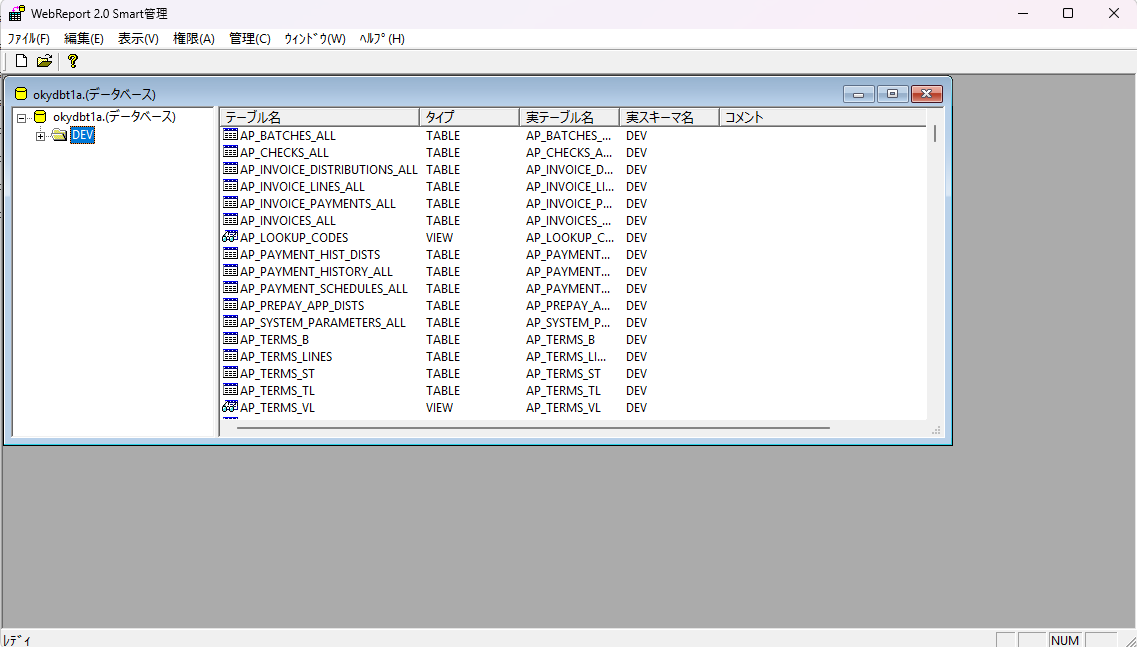 WebReport 2.0 Smart管理
ﾌｧｲﾙ(F) 編集(E) 表示(V) 権限(A) 管理(C) ｳｨﾝﾄﾞｳ(W) ﾍﾙﾌﾟ(H)
okydbt1a.(データベース)
okydbt1a.(データベース)
DEV
テーブル名 タイプ 実テーブル名 実スキーマ名 コメント
AP_BATCHES_ALL TABLE AP_BATCHES_... DEV
AP_CHECKS_ALL TABLE AP_CHECKS_A... DEV
AP_INVOICE_DISTRIBUTIONS_ALL TABLE AP_INVOICE_D... DEV
AP_INVOICE_LINES_ALL TABLE AP_INVOICE_LI... DEV
AP_INVOICE_PAYMENTS_ALL TABLE AP_INVOICE_P... DEV
AP_INVOICES_ALL TABLE AP_INVOICES_... DEV
AP_LOOKUP_CODES VIEW AP_LOOKUP_C... DEV
AP_PAYMENT_HIST_DISTS TABLE AP_PAYMENT... DEV
AP_PAYMENT_HISTORY_ALL TABLE AP_PAYMENT... DEV
AP_PAYMENT_SCHEDULES_ALL TABLE AP_PAYMENT... DEV
AP_PREPAY_APP_DISTS TABLE AP_PREPAY_A... DEV
AP_SYSTEM_PARAMETERS_ALL TABLE AP_SYSTEM_P... DEV
AP_TERMS_B TABLE AP_TERMS_B DEV
AP_TERMS_LINES TABLE AP_TERMS_LI... DEV
AP_TERMS_ST TABLE AP_TERMS_ST DEV
AP_TERMS_TL TABLE AP_TERMS_TL DEV
AP_TERMS_VL VIEW AP_TERMS_VL DEV
ﾚﾃﾞｨ NUM